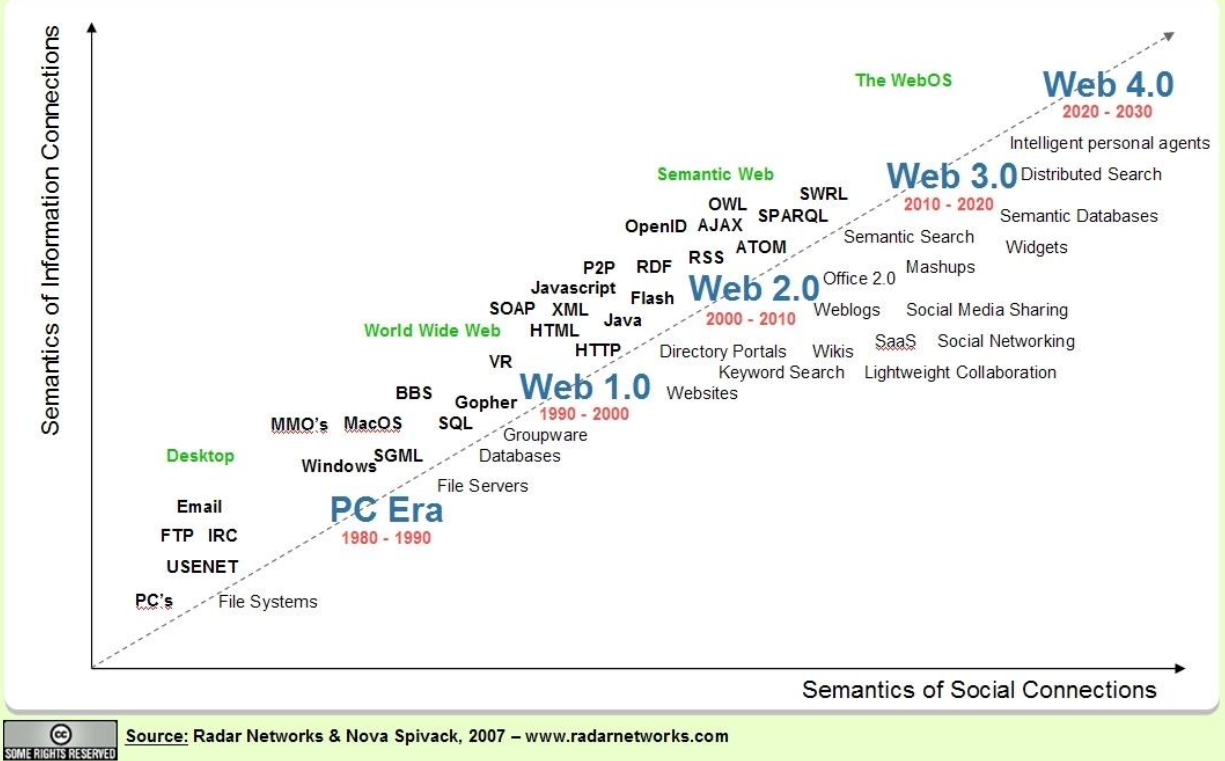 Semantics of Information Connections
The WebOS
Web 4.0
2020 - 2030
Intelligent personal agents
Semantic Web
Web 3.0 Distributed Search
SWRL
2010 - 2020
OWL
SPARQL
Semantic Databases
OpenID AJAX
Semantic Search
ATOM
Widgets
RSS
P2P RDF
Mashups
Office 2.0
Javascript
Web 2.0
Flash
SOAP XML
Weblogs Social Media Sharing
Java
2000 - 2010
World Wide Web HTML
SaaS Social Networking
HTTP
Directory Portals Wikis
VR
Keyword Search Lightweight Collaboration
Web 1.0
BBS
Websites
Gopher
1990 - 2000
MMO's MacOS SQL
Groupware
Desktop
SGML
Databases
Windows
File Servers
Email
PC Era
FTP IRC
1980 - 1990
USENET
PC's File Systems
Semantics of Social Connections
cc
SOME RIGHTS RESERVED
Source: Radar Networks & Nova Spivack, 2007 – www.radarnetworks.com